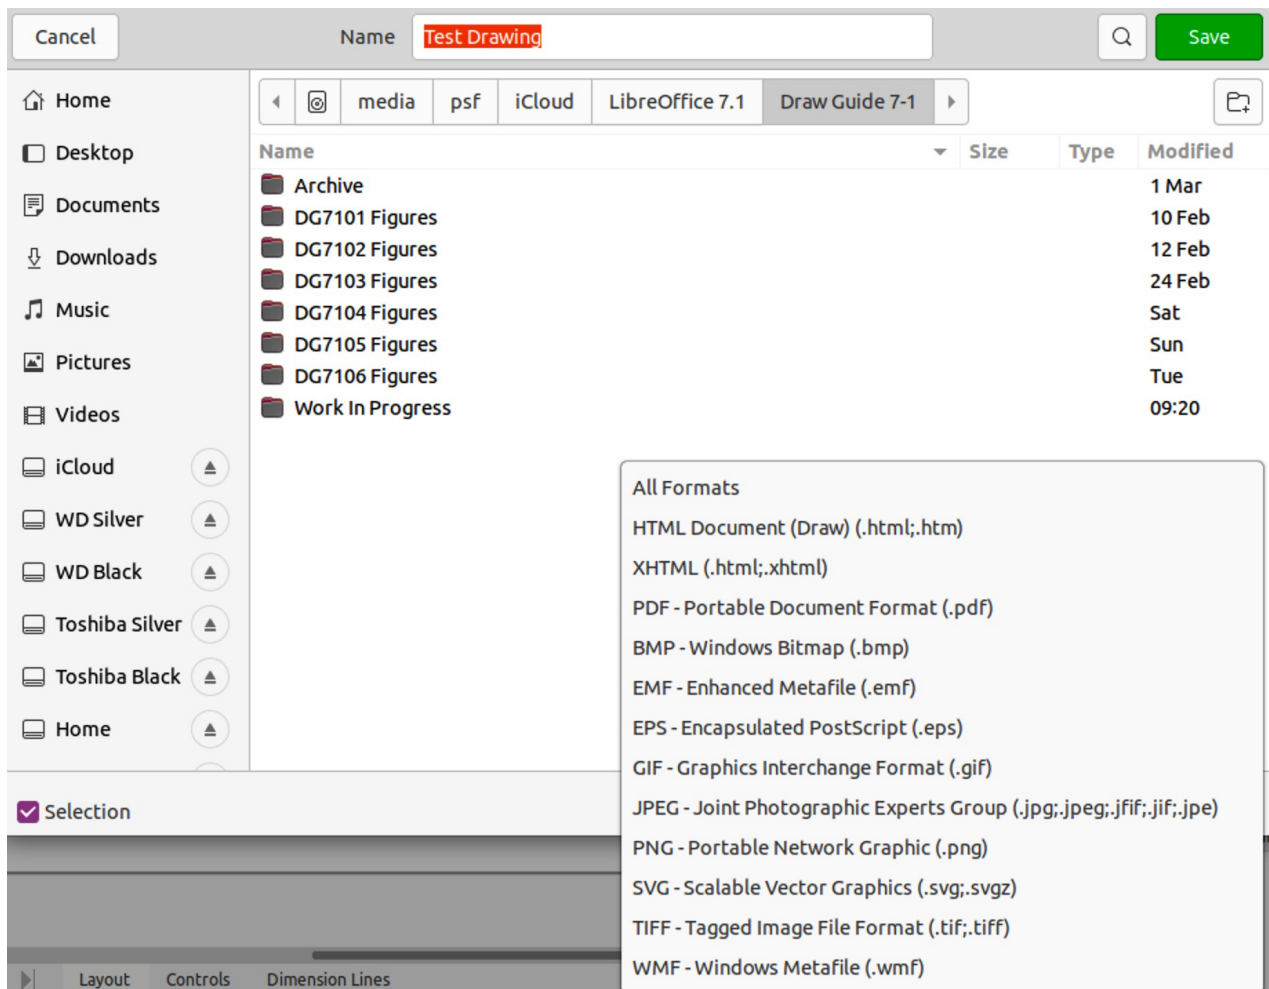 Cancel
Name
Test Drawing
Save
Home
Desktop
Documents
Downloads
Music
Pictures
Videos
iCloud
WD Silver
WD Black
Toshiba Silver
Toshiba Black
Home
media psf iCloud LibreOffice 7.1 Draw Guide 7-1
Name Size Type Modified
Archive 1 Mar
DG7101 Figures 10 Feb
DG7102 Figures 12 Feb
DG7103 Figures 24 Feb
DG7104 Figures Sat
DG7105 Figures Sun
DG7106 Figures Tue
Work In Progress 09:20
All Formats
HTML Document (Draw) (.html;.htm)
XHTML (.html;.xhtml)
PDF - Portable Document Format (.pdf)
BMP - Windows Bitmap (.bmp)
EMF - Enhanced Metafile (.emf)
EPS - Encapsulated PostScript (.eps)
GIF - Graphics Interchange Format (.gif)
JPEG - Joint Photographic Experts Group (.jpg;.jpeg;.jfif;.jif;.jpe)
PNG - Portable Network Graphic (.png)
SVG - Scalable Vector Graphics (.svg;.svgz)
TIFF - Tagged Image File Format (.tif;.tiff)
WMF - Windows Metafile (.wmf)
Selection
Layout Controls Dimension Lines